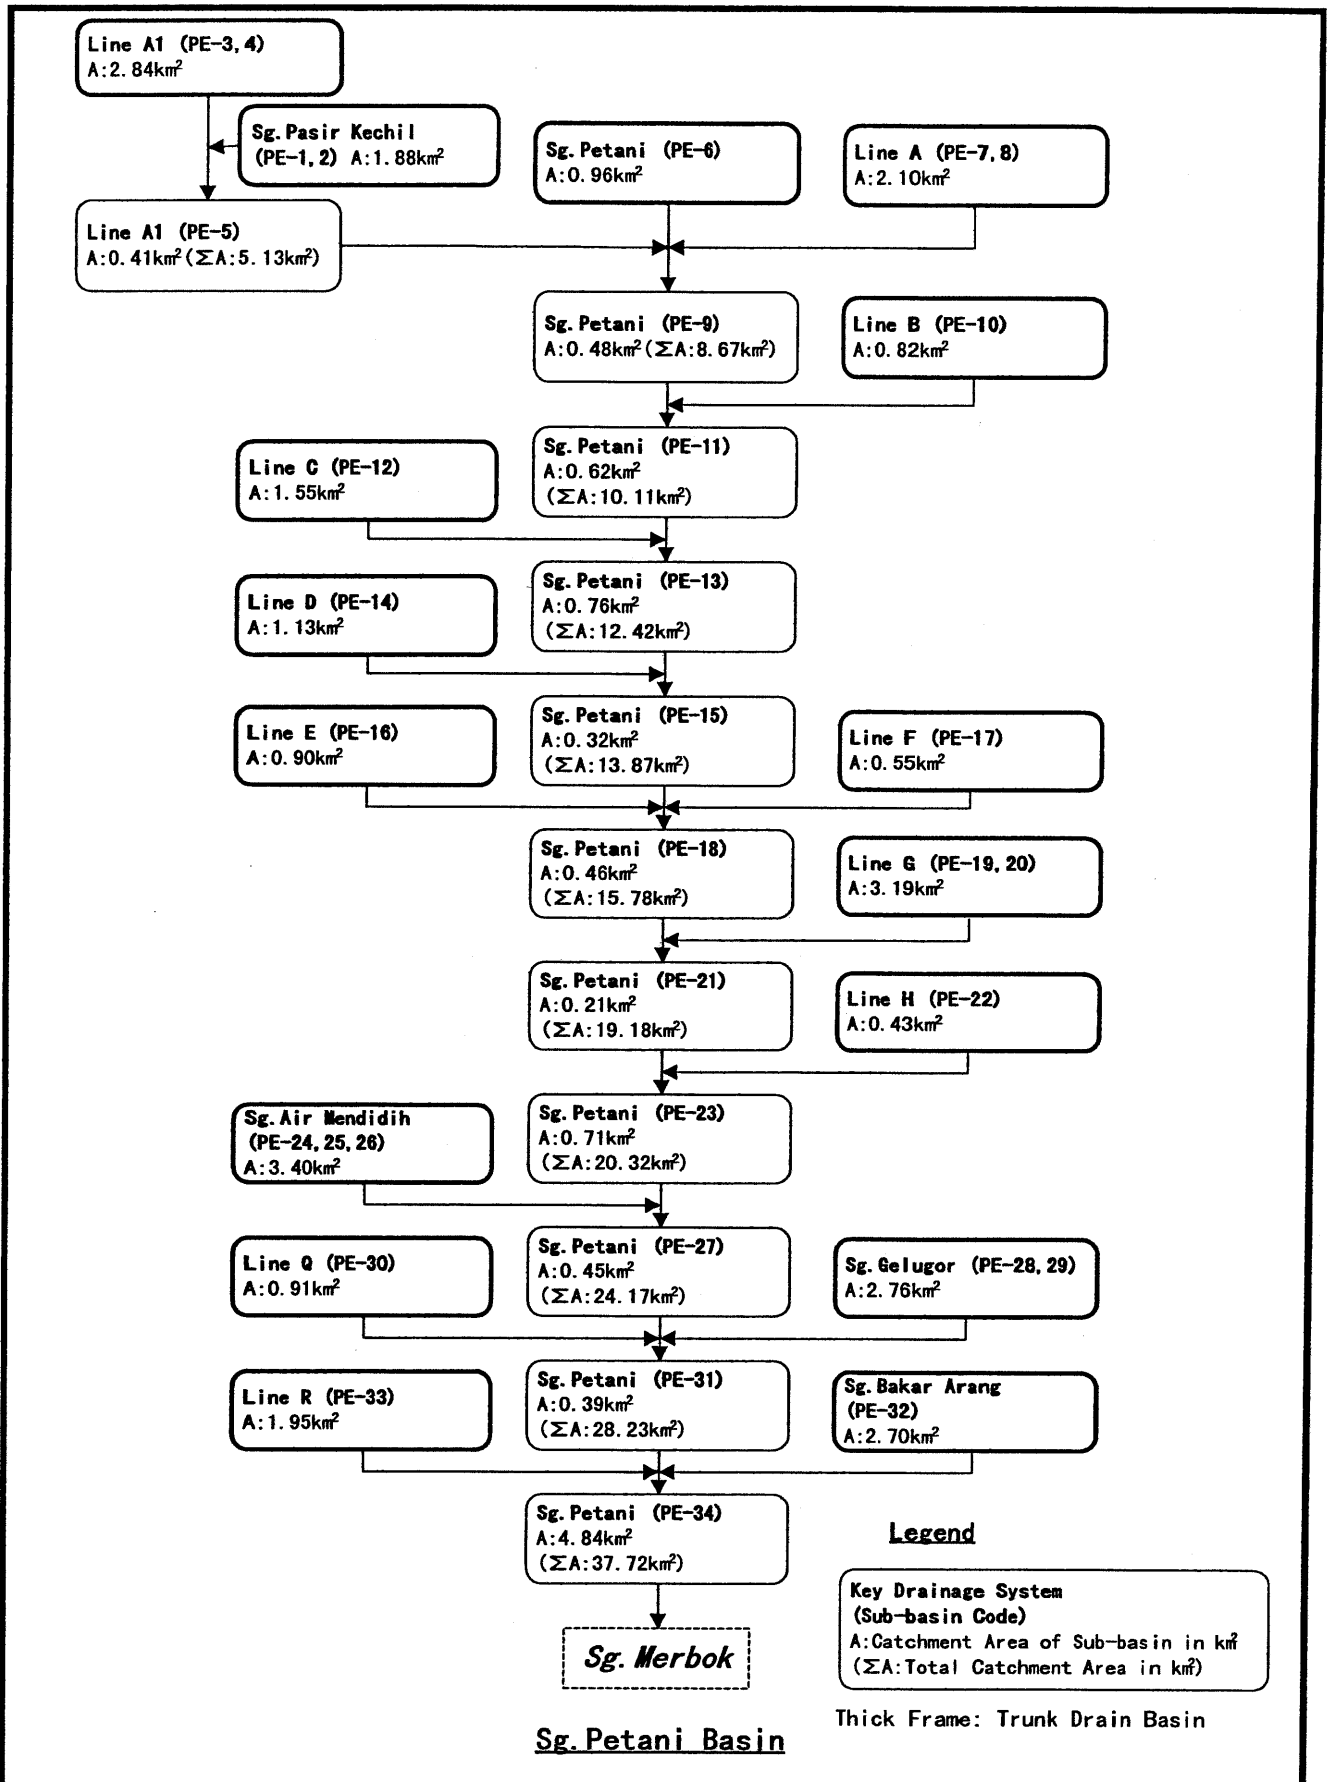 Line A1 (PE-3,4)
A:2.84km²
Sg.Pasir Kechil
(PE-1,2) A:1.88km²
Sg.Petani (PE-6)
A:0.96km²
Line A (PE-7,8)
A:2.10km²
Line A1 (PE-5)
A:0.41km²(ΣA:5.13km²)
Sg.Petani (PE-9)
A:0.48km²(ΣA:8.67km²)
Line B (PE-10)
A:0.82km²
Sg.Petani (PE-11)
A:0.62km²
(ΣA:10.11km²)
Line C (PE-12)
A:1.55km²
Sg.Petani (PE-13)
A:0.76km²
(ΣA:12.42km²)
Line D (PE-14)
A:1.13km²
Sg.Petani (PE-15)
A:0.32km²
(ΣA:13.87km²)
Line E (PE-16)
A:0.90km²
Line F (PE-17)
A:0.55km²
Sg.Petani (PE-18)
A:0.46km²
(ΣA:15.78km²)
Line G (PE-19,20)
A:3.19km²
Sg.Petani (PE-21)
A:0.21km²
(ΣA:19.18km²)
Line H (PE-22)
A:0.43km²
Sg.Petani (PE-23)
A:0.71km²
(ΣA:20.32km²)
Sg.Air Mendidih
(PE-24,25,26)
A:3.40km²
Sg.Petani (PE-27)
A:0.45km²
(ΣA:24.17km²)
Line Q (PE-30)
A:0.91km²
Sg.Gelugor (PE-28,29)
A:2.76km²
Sg.Petani (PE-31)
A:0.39km²
(ΣA:28.23km²)
Line R (PE-33)
A:1.95km²
Sg.Bakar Arang
(PE-32)
A:2.70km²
Sg.Petani (PE-34)
A:4.84km²
(ΣA:37.72km²)
Sg.Merbok
Legend
Key Drainage System
(Sub-basin Code)
A:Catchment Area of Sub-basin in km²
(ΣA:Total Catchment Area in km²)
Thick Frame: Trunk Drain Basin
Sg.Petani Basin